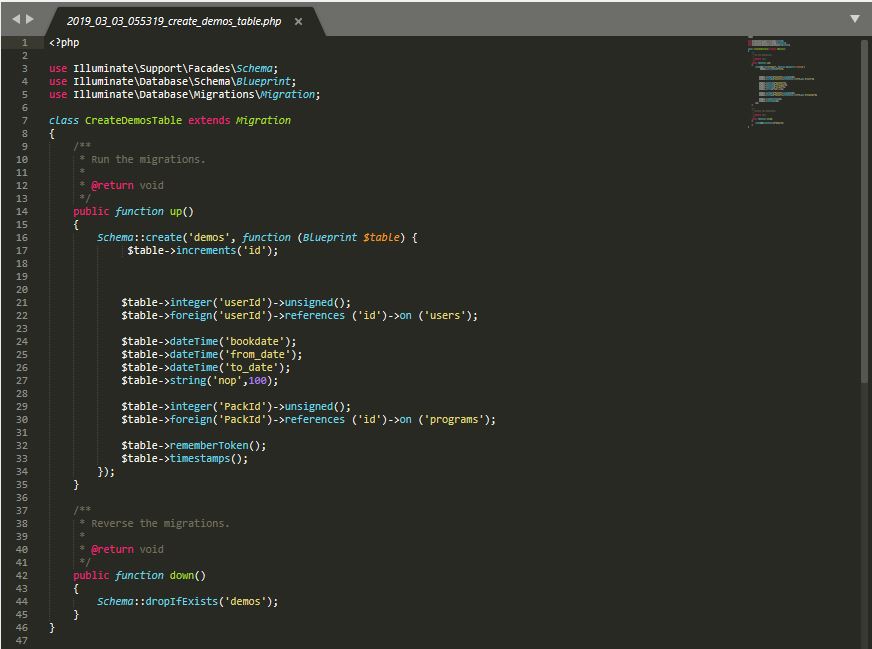 2019_03_03_055319_create_demos_table.php ×
1 <?php
2
3 use Illuminate\Support\Facades\Schema;
4 use Illuminate\Database\Schema\Blueprint;
5 use Illuminate\Database\Migrations\Migration;
6
7 class CreateDemosTable extends Migration
8 {
9     /**
10      * Run the migrations.
11      *
12      * @return void
13      */
14     public function up()
15     {
16         Schema::create('demos', function (Blueprint $table) {
17              $table->increments('id');
18
19
20
21             $table->integer('userId')->unsigned();
22             $table->foreign('userId')->references ('id')->on ('users');
23
24             $table->dateTime('bookdate');
25             $table->dateTime('from_date');
26             $table->dateTime('to_date');
27             $table->string('nop',100);
28
29             $table->integer('PackId')->unsigned();
30             $table->foreign('PackId')->references ('id')->on ('programs');
31
32             $table->rememberToken();
33             $table->timestamps();
34         });
35     }
36
37     /**
38      * Reverse the migrations.
39      *
40      * @return void
41      */
42     public function down()
43     {
44         Schema::dropIfExists('demos');
45     }
46 }
47